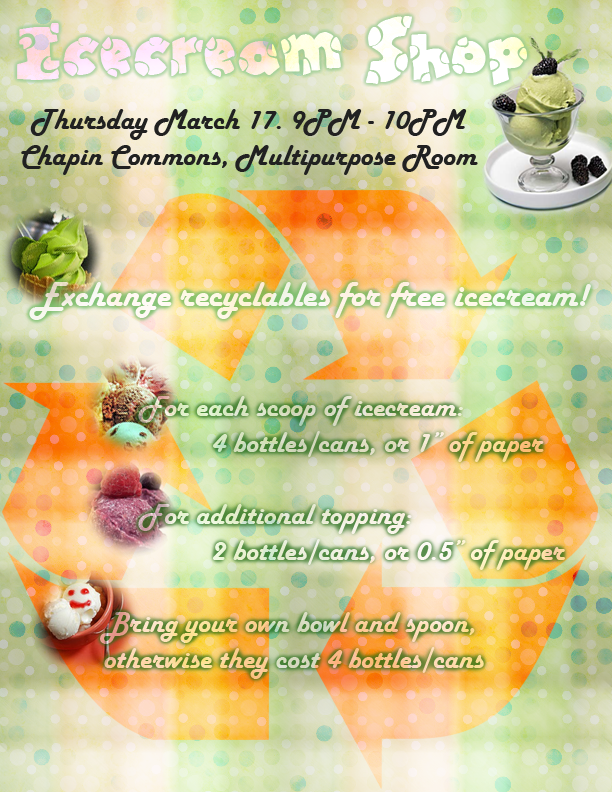 Icecream Shop
Thursday March 17. 9PM - 10PM
Chapin Commons, Multipurpose Room
Exchange recyclables for free icecream!
For each scoop of icecream:
4 bottles/cans, or 1" of paper
For additional topping:
2 bottles/cans, or 0.5" of paper
Bring your own bowl and spoon,
otherwise they cost 4 bottles/cans